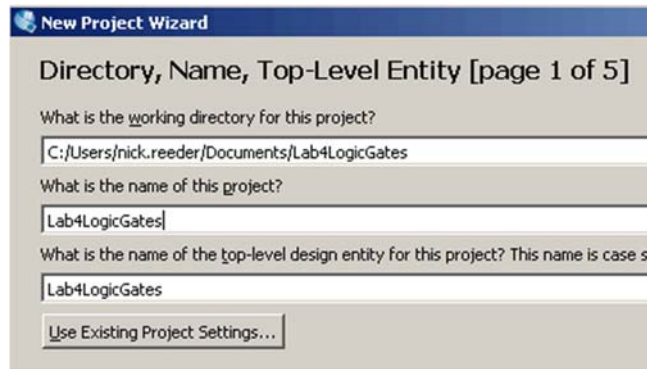 New Project Wizard
Directory, Name, Top-Level Entity [page 1 of 5]
What is the working directory for this project?
C:/Users/nick.reeder/Documents/Lab4LogicGates
What is the name of this project?
Lab4LogicGates
What is the name of the top-level design entity for this project? This name is case s
Lab4LogicGates
Use Existing Project Settings...